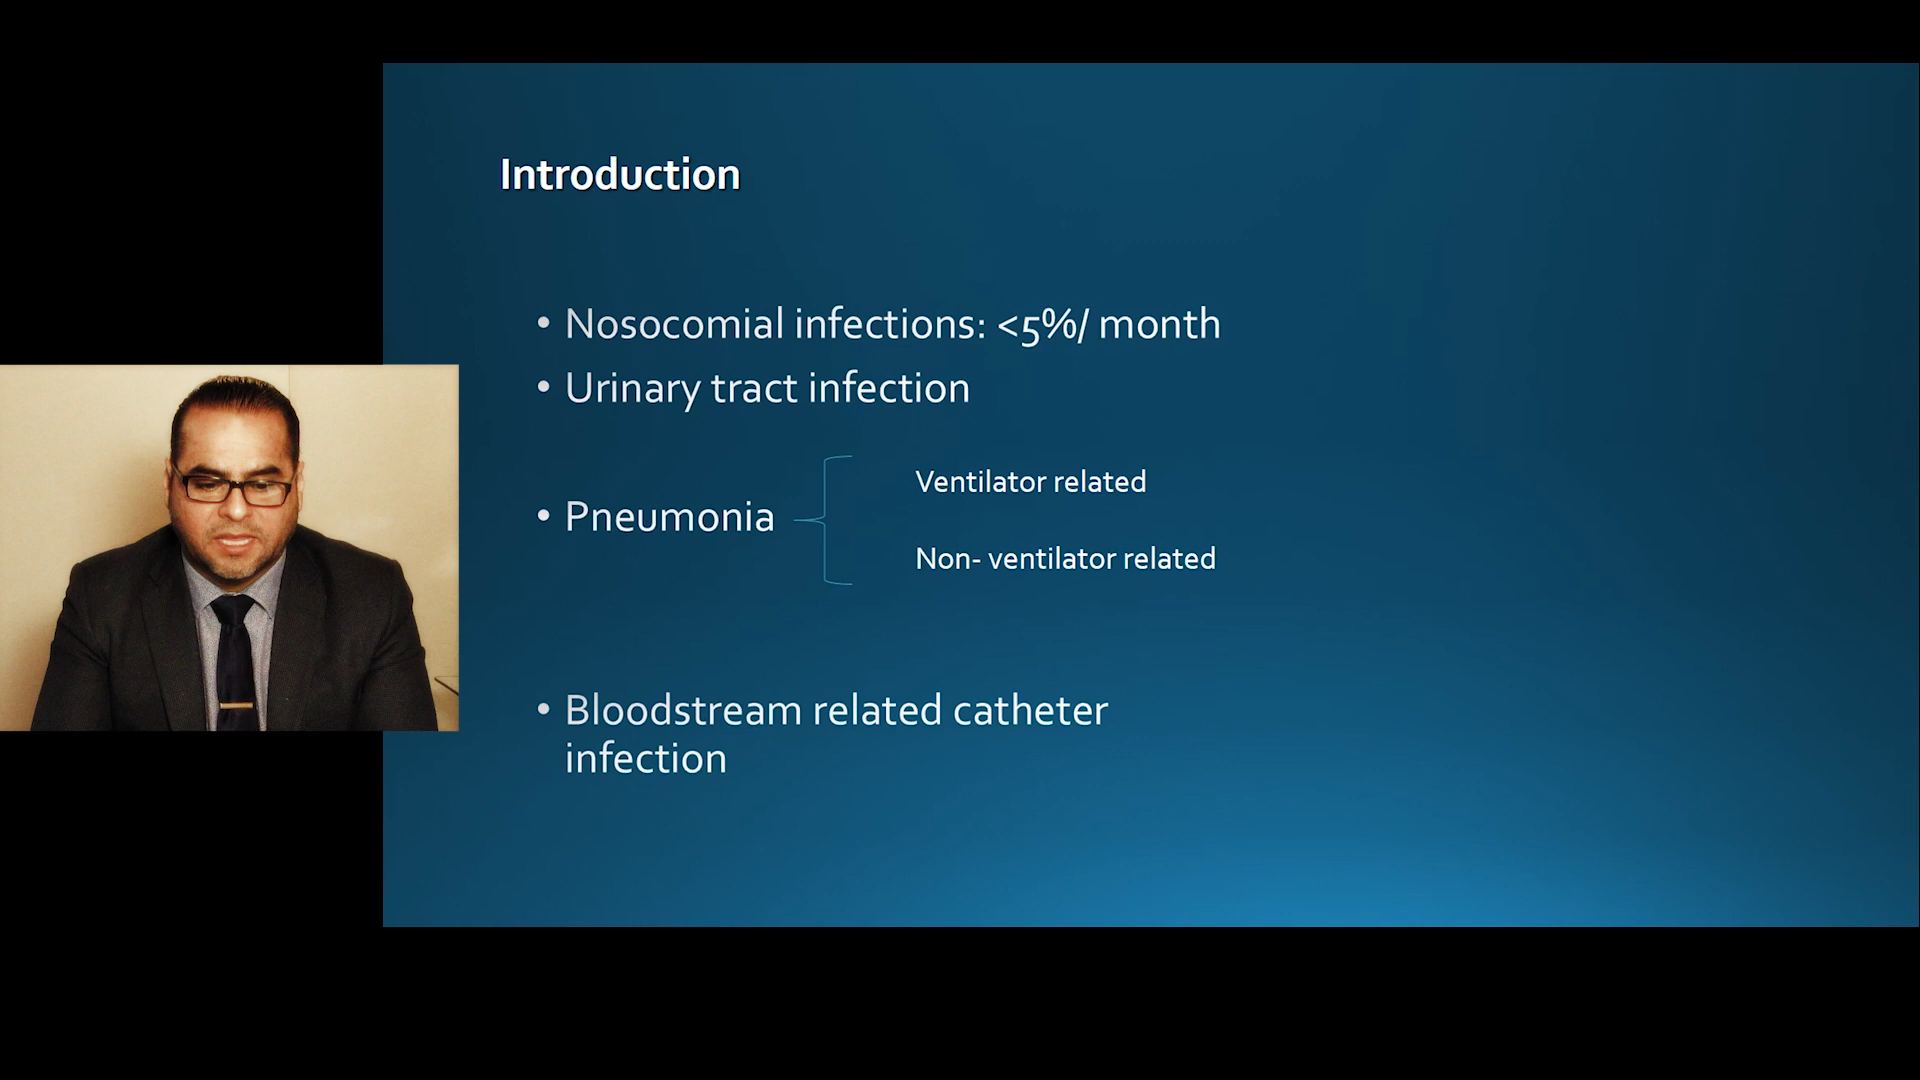 Introduction
• Nosocomial infections: <5%/ month
• Urinary tract infection
• Pneumonia
Ventilator related
Non- ventilator related
• Bloodstream related catheter
infection